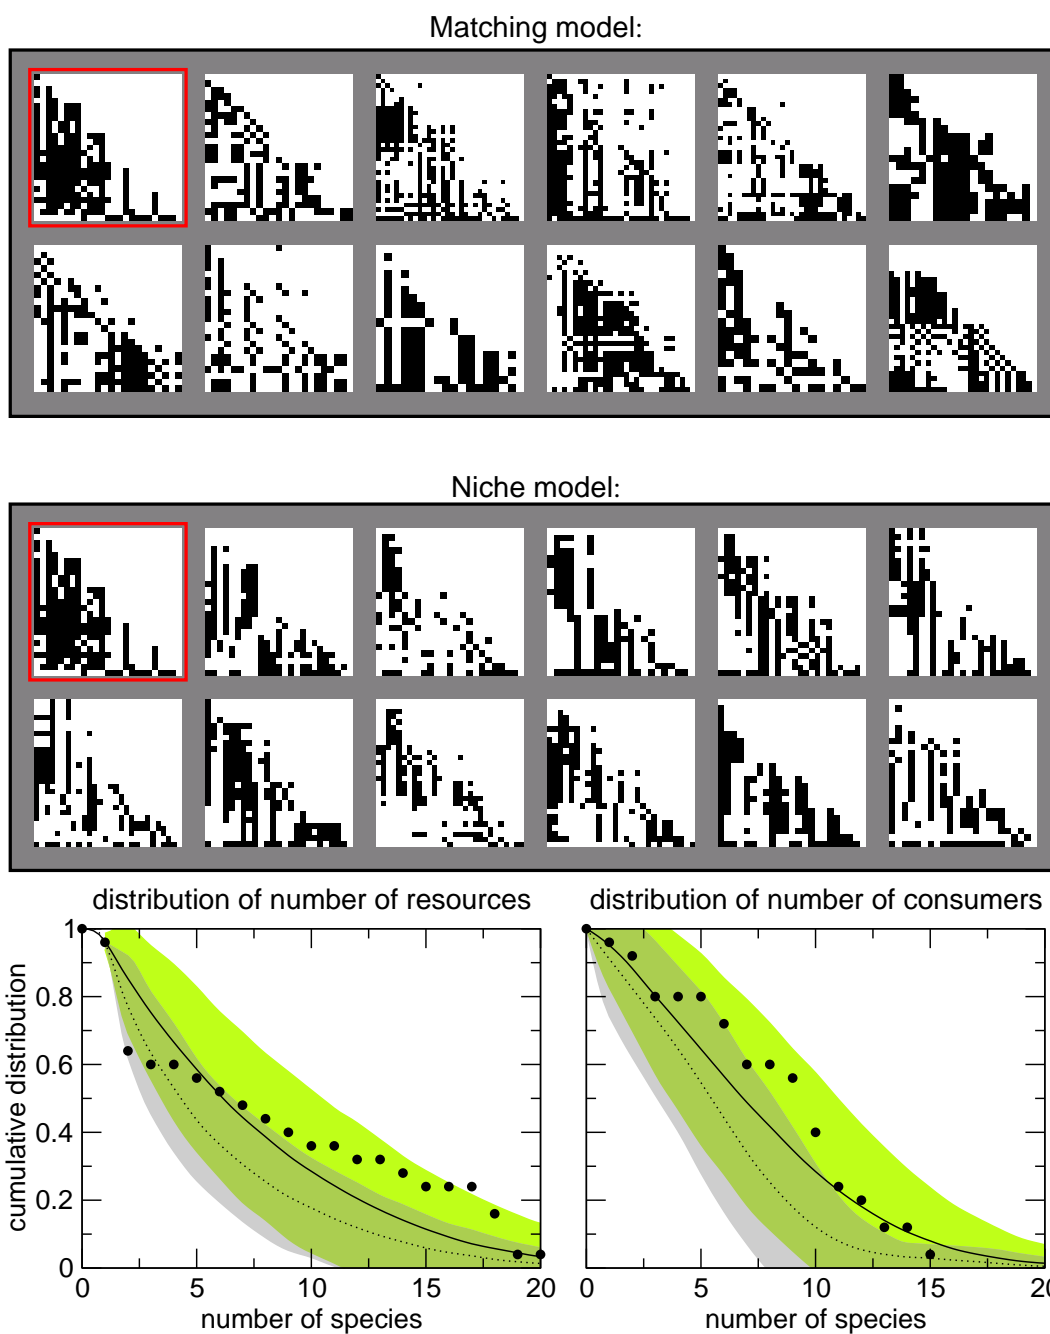 Matching model:
Niche model:
distribution of number of resources
distribution of number of consumers
cumulative distribution
1
0.8
0.6
0.4
0.2
0
0 5 10 15 20
0 5 10 15 20
number of species
number of species